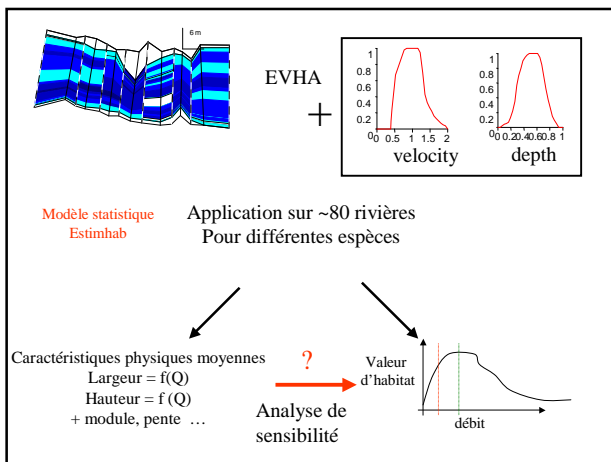 6 m
EVHA
+
1
0.8
0.6
0.4
0.2
0
0 0.5 1 1.5 2
velocity
1
0.8
0.6
0.4
0.2
0
0 0.2 0.4 0.6 0.8 1
depth
Modèle statistique
Estimhab
Application sur ~80 rivières
Pour différentes espèces
Caractéristiques physiques moyennes
Largeur = f(Q)
Hauteur = f (Q)
+ module, pente …
?
Analyse de
sensibilité
Valeur
d’habitat
débit